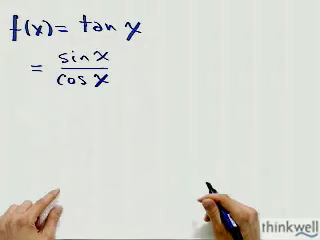 f(x) = tan x
= sin x
cos x
thinkwell